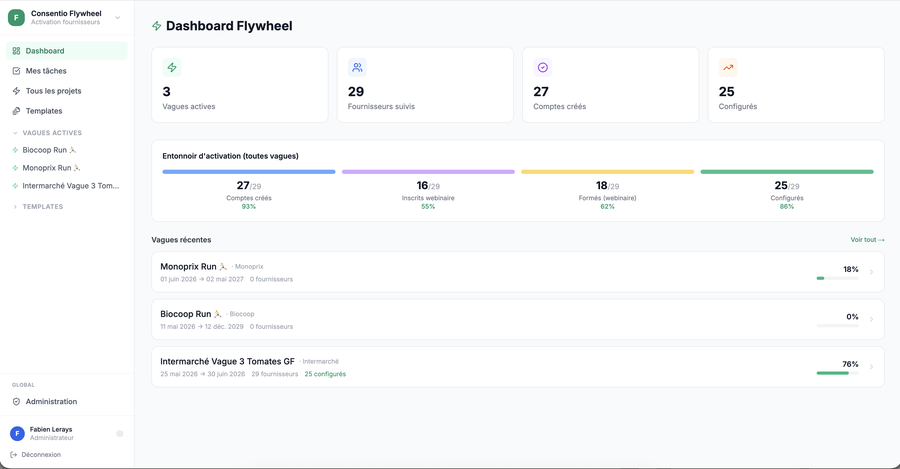 Consentio Flywheel
Activation fournisseurs
Dashboard
Mes tâches
Tous les projets
Templates
VAGUES ACTIVES
Biocoop Run
Monoprix Run
Intermarché Vague 3 Tom...
TEMPLATES
GLOBAL
Administration
F
Fabien Lerays
Administrateur
Déconnexion
F
Dashboard Flywheel
3
Vagues actives
29
Fournisseurs suivis
27
Comptes créés
25
Configurés
Entonnoir d'activation (toutes vagues)
27/29
Comptes créés
93%
16/29
Inscrits webinaire
55%
18/29
Formés (webinaire)
62%
25/29
Configurés
86%
Vagues récentes
Voir tout →
Monoprix Run · Monoprix
01 juin 2026 → 02 mai 2027 0 fournisseurs
18%
Biocoop Run · Biocoop
11 mai 2026 → 12 déc. 2029 0 fournisseurs
0%
Intermarché Vague 3 Tomates GF · Intermarché
25 mai 2026 → 30 juin 2026 29 fournisseurs 25 configurés
76%